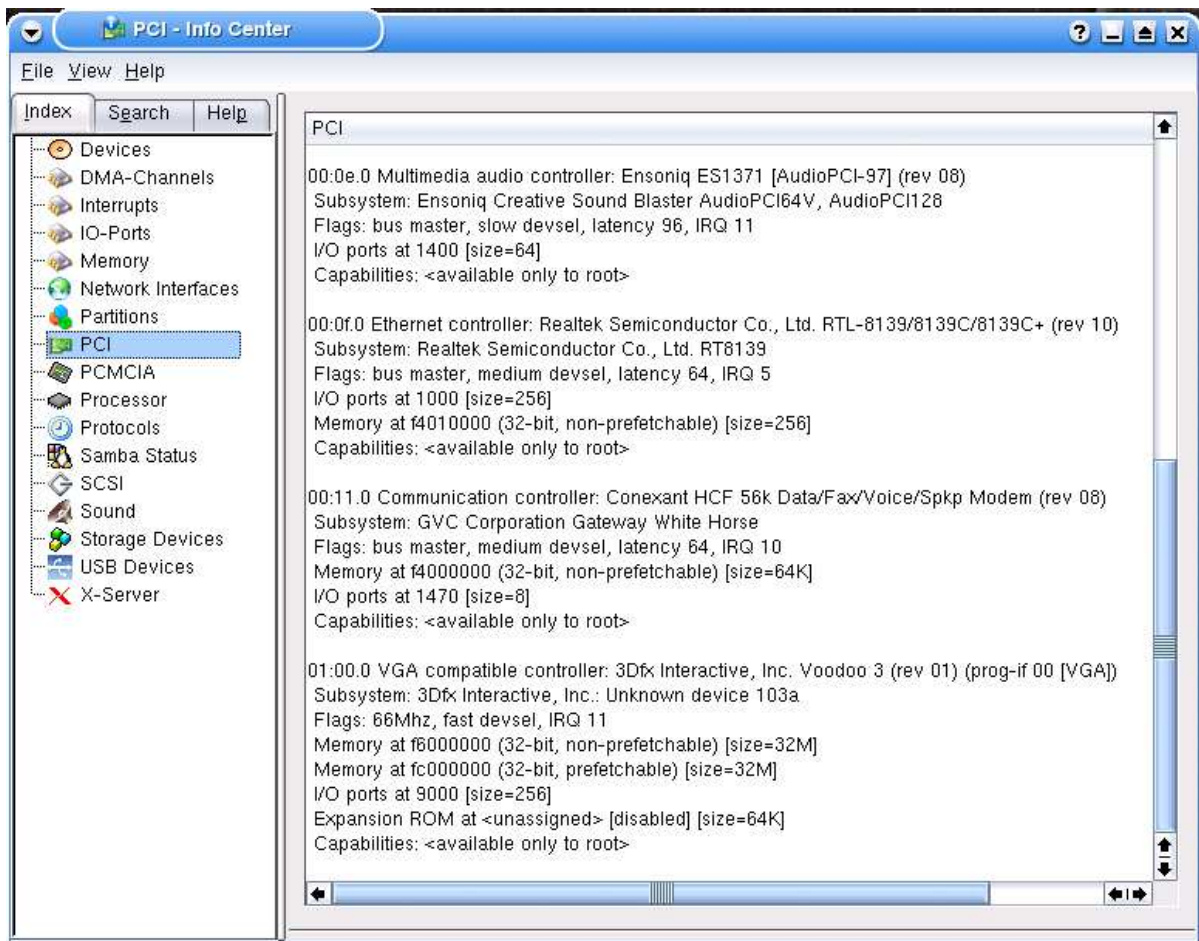 PCI - Info Center
File View Help
Index Search Help
Devices
DMA-Channels
Interrupts
IO-Ports
Memory
Network Interfaces
Partitions
PCI
PCMCIA
Processor
Protocols
Samba Status
SCSI
Sound
Storage Devices
USB Devices
X-Server
PCI
00:0e.0 Multimedia audio controller: Ensoniq ES1371 [AudioPCI-97] (rev 08)
Subsystem: Ensoniq Creative Sound Blaster AudioPCI64V, AudioPCI128
Flags: bus master, slow devsel, latency 96, IRQ 11
I/O ports at 1400 [size=64]
Capabilities: <available only to root>
00:0f.0 Ethernet controller: Realtek Semiconductor Co., Ltd. RTL-8139/8139C/8139C+ (rev 10)
Subsystem: Realtek Semiconductor Co., Ltd. RT8139
Flags: bus master, medium devsel, latency 64, IRQ 5
I/O ports at 1000 [size=256]
Memory at f4010000 (32-bit, non-prefetchable) [size=256]
Capabilities: <available only to root>
00:11.0 Communication controller: Conexant HCF 56k Data/Fax/Voice/Spkp Modem (rev 08)
Subsystem: GVC Corporation Gateway White Horse
Flags: bus master, medium devsel, latency 64, IRQ 10
Memory at f4000000 (32-bit, non-prefetchable) [size=64K]
I/O ports at 1470 [size=8]
Capabilities: <available only to root>
01:00.0 VGA compatible controller: 3Dfx Interactive, Inc. Voodoo 3 (rev 01) (prog-if 00 [VGA])
Subsystem: 3Dfx Interactive, Inc.: Unknown device 103a
Flags: 66Mhz, fast devsel, IRQ 11
Memory at f6000000 (32-bit, non-prefetchable) [size=32M]
Memory at fc000000 (32-bit, prefetchable) [size=32M]
I/O ports at 9000 [size=256]
Expansion ROM at <unassigned> [disabled] [size=64K]
Capabilities: <available only to root>